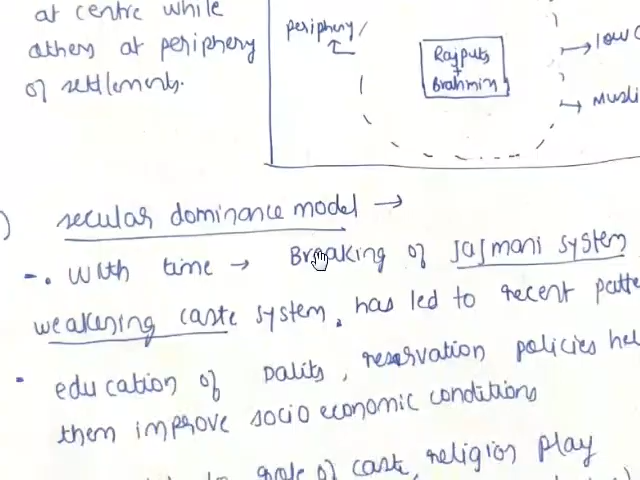 at centre while
others at periphery
of settlements.
periphery
Rajputs
+
Brahmin
low
Musli
secular dominance model →
With time → Breaking of Jajmani system
weakening caste system, has led to recent patte
education of Dalits, reservation policies hel
them improve socio economic conditions
role of caste, religion play